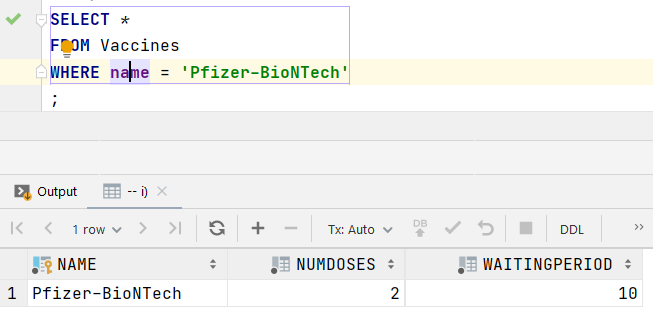 SELECT *
FROM Vaccines
WHERE name = 'Pfizer-BioNTech'
;
Output
-- i)
1 row
Tx: Auto
DB
DDL
NAME NUMDOSES WAITINGPERIOD
1 Pfizer-BioNTech 2 10